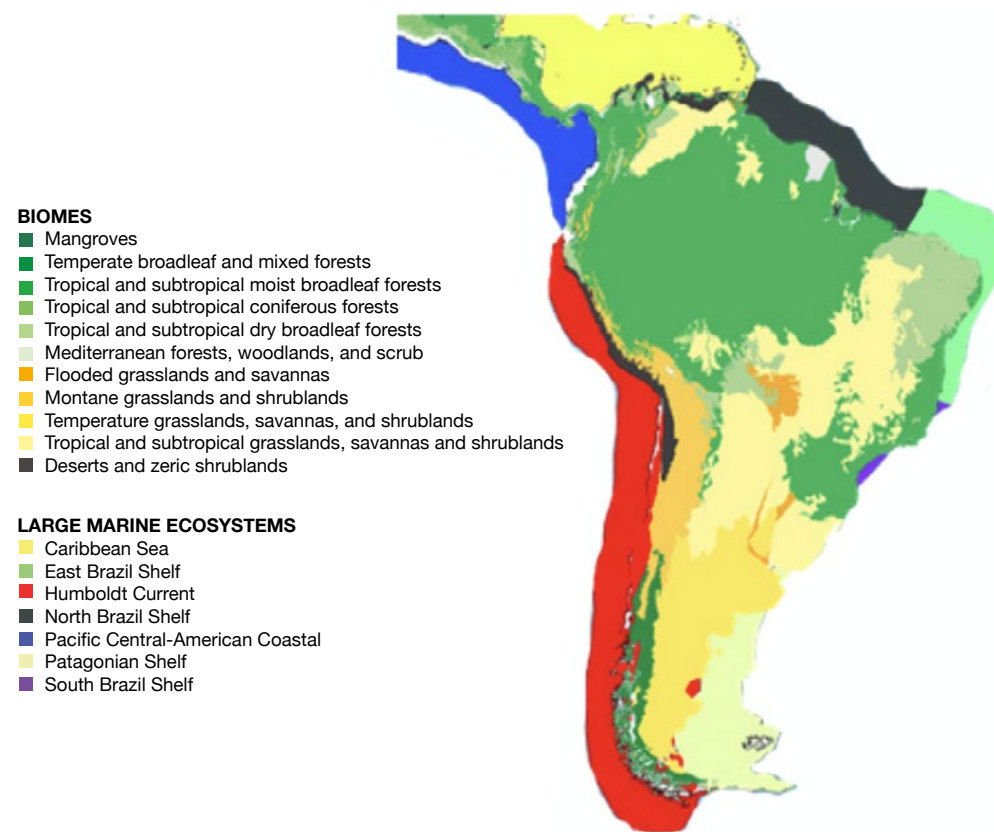 BIOMES
Mangroves
Temperate broadleaf and mixed forests
Tropical and subtropical moist broadleaf forests
Tropical and subtropical coniferous forests
Tropical and subtropical dry broadleaf forests
Mediterranean forests, woodlands, and scrub
Flooded grasslands and savannas
Montane grasslands and shrublands
Temperature grasslands, savannas, and shrublands
Tropical and subtropical grasslands, savannas and shrublands
Deserts and zeric shrublands
LARGE MARINE ECOSYSTEMS
Caribbean Sea
East Brazil Shelf
Humboldt Current
North Brazil Shelf
Pacific Central-American Coastal
Patagonian Shelf
South Brazil Shelf